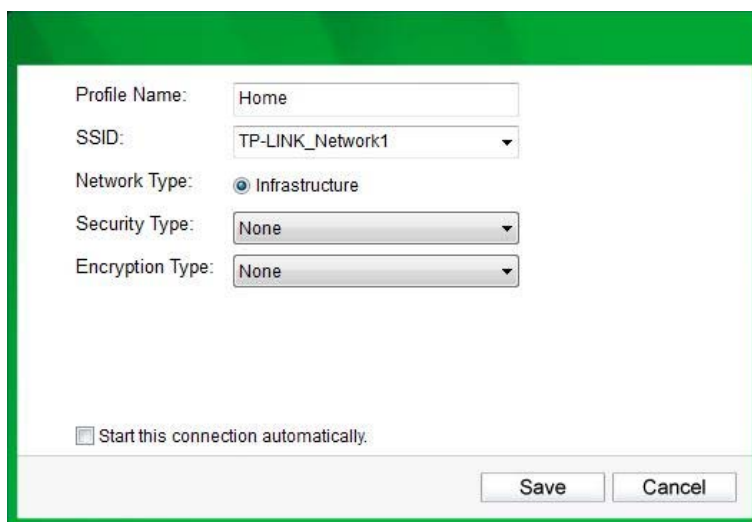 Profile Name: Home
SSID: TP-LINK_Network1
Network Type: Infrastructure
Security Type: None
Encryption Type: None
Start this connection automatically.
Save Cancel